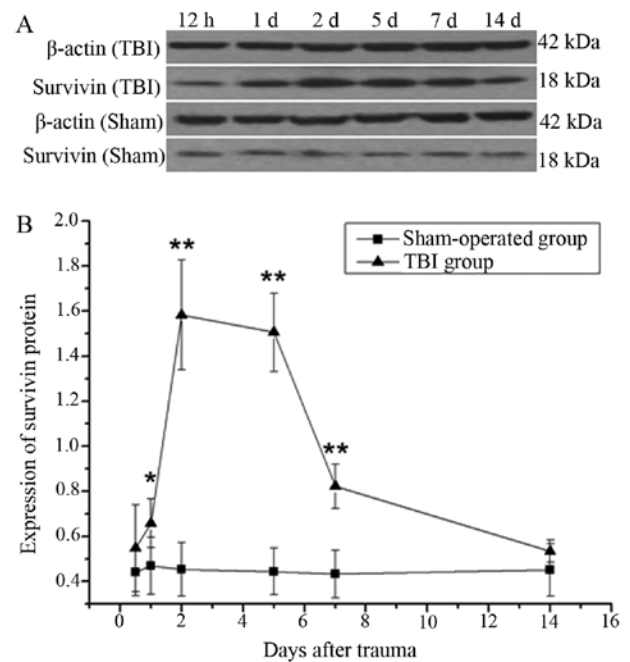 A
12 h 1 d 2 d 5 d 7 d 14 d
β-actin (TBI) 42 kDa
Survivin (TBI) 18 kDa
β-actin (Sham) 42 kDa
Survivin (Sham) 18 kDa
B
2.0
1.8
1.6
1.4
1.2
1.0
0.8
0.6
0.4
Expression of survivin protein
Sham-operated group
TBI group
*
**
**
**
0 2 4 6 8 10 12 14 16
Days after trauma